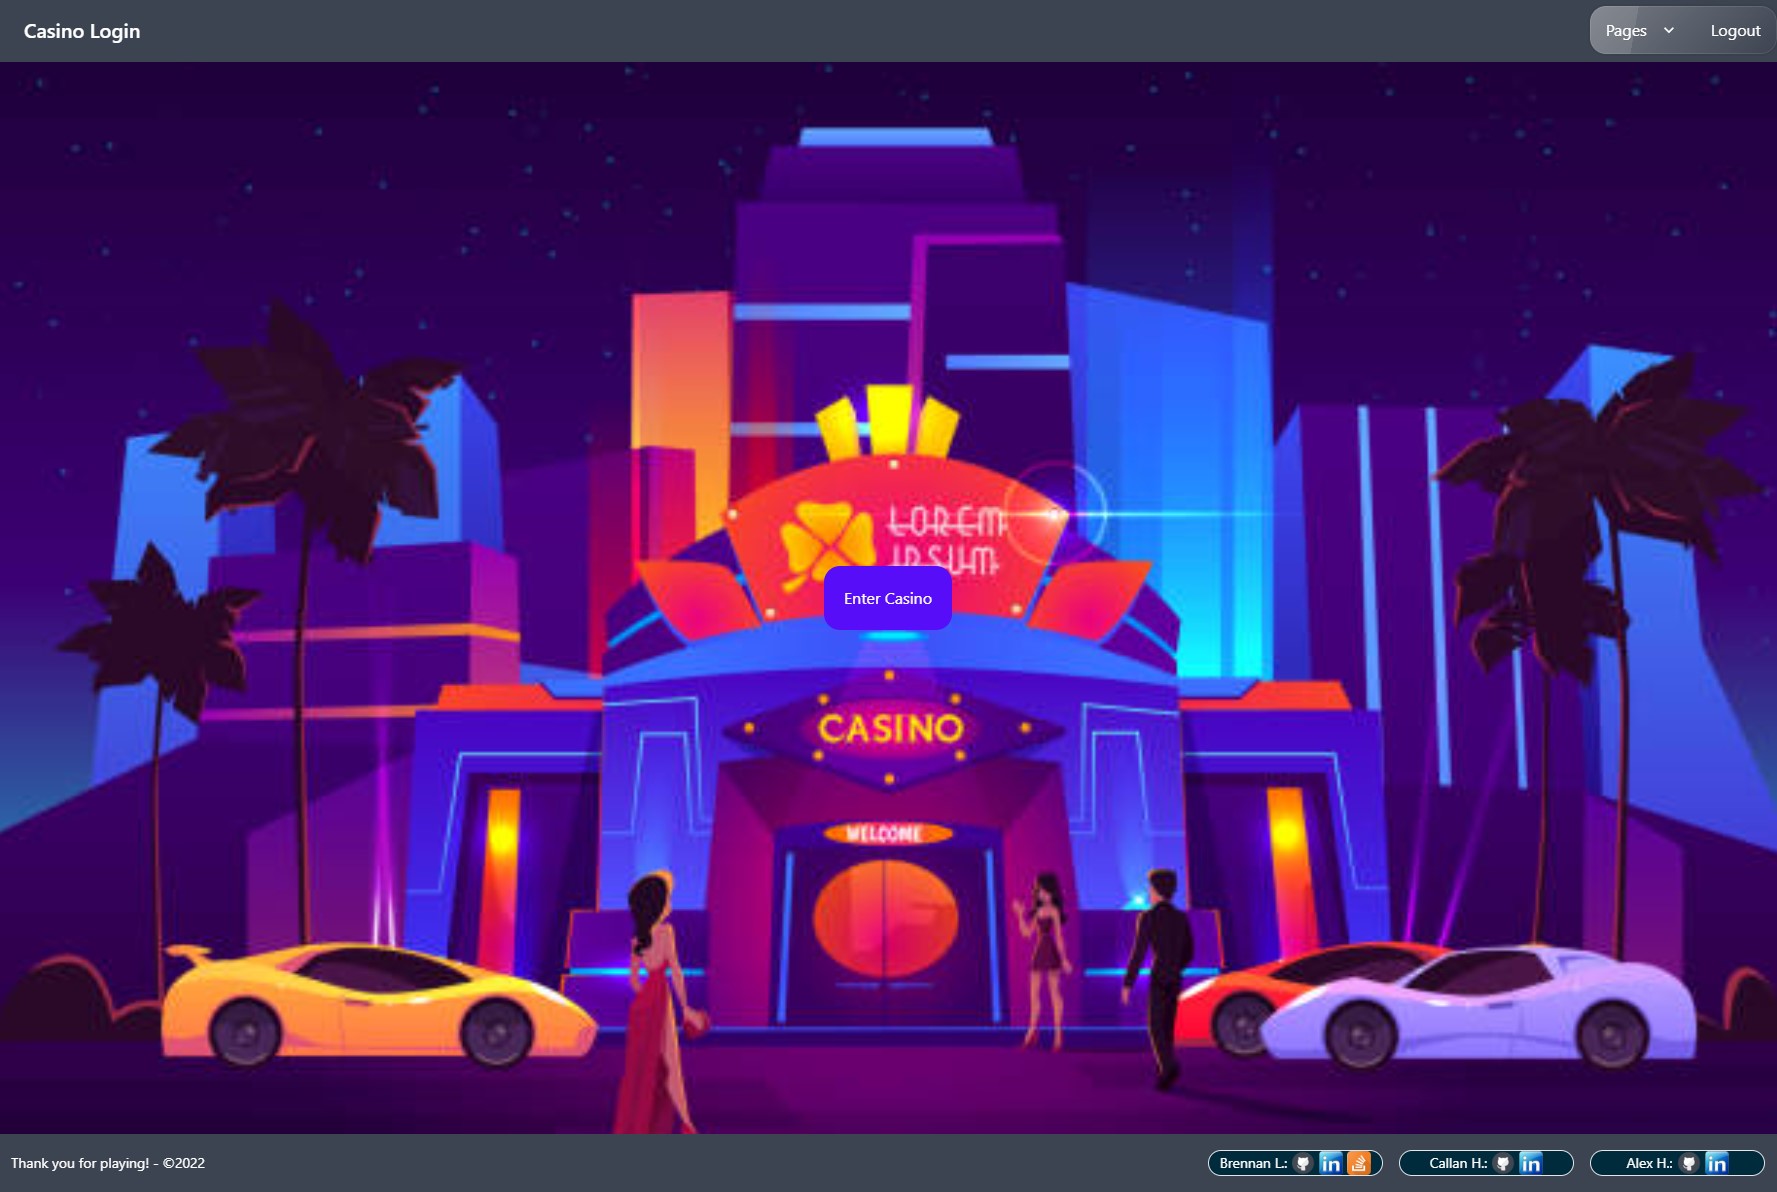 Casino Login
Pages
Logout
LOREM
IPSUM
Enter Casino
CASINO
WELCOME
Thank you for playing! - ©2022
Brennan L.: in
Callan H.: in
Alex H.: in